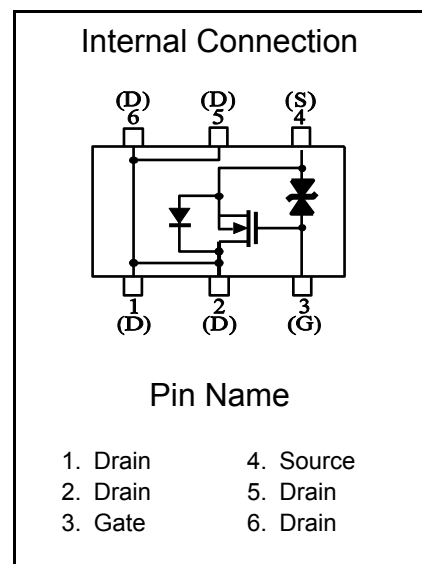 Internal Connection
(D) (D) (S)
6 5 4
1 2 3
(D) (D) (G)
Pin Name
1. Drain 4. Source
2. Drain 5. Drain
3. Gate 6. Drain